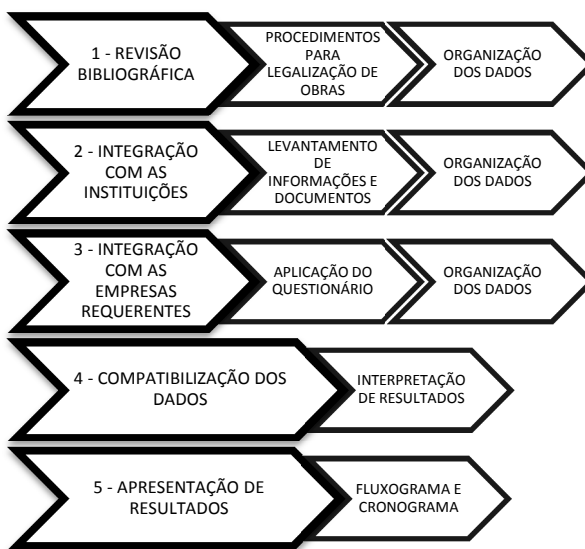 1 - REVISÃO
BIBLIOGRÁFICA
PROCEDIMENTOS
PARA
LEGALIZAÇÃO DE
OBRAS
ORGANIZAÇÃO
DOS DADOS
2 - INTEGRAÇÃO
COM AS
INSTITUIÇÕES
LEVANTAMENTO
DE
INFORMAÇÕES E
DOCUMENTOS
ORGANIZAÇÃO
DOS DADOS
3 - INTEGRAÇÃO
COM AS
EMPRESAS
REQUERENTES
APLICAÇÃO DO
QUESTIONÁRIO
ORGANIZAÇÃO
DOS DADOS
4 - COMPATIBILIZAÇÃO DOS
DADOS
INTERPRETAÇÃO
DE RESULTADOS
5 - APRESENTAÇÃO DE
RESULTADOS
FLUXOGRAMA E
CRONOGRAMA